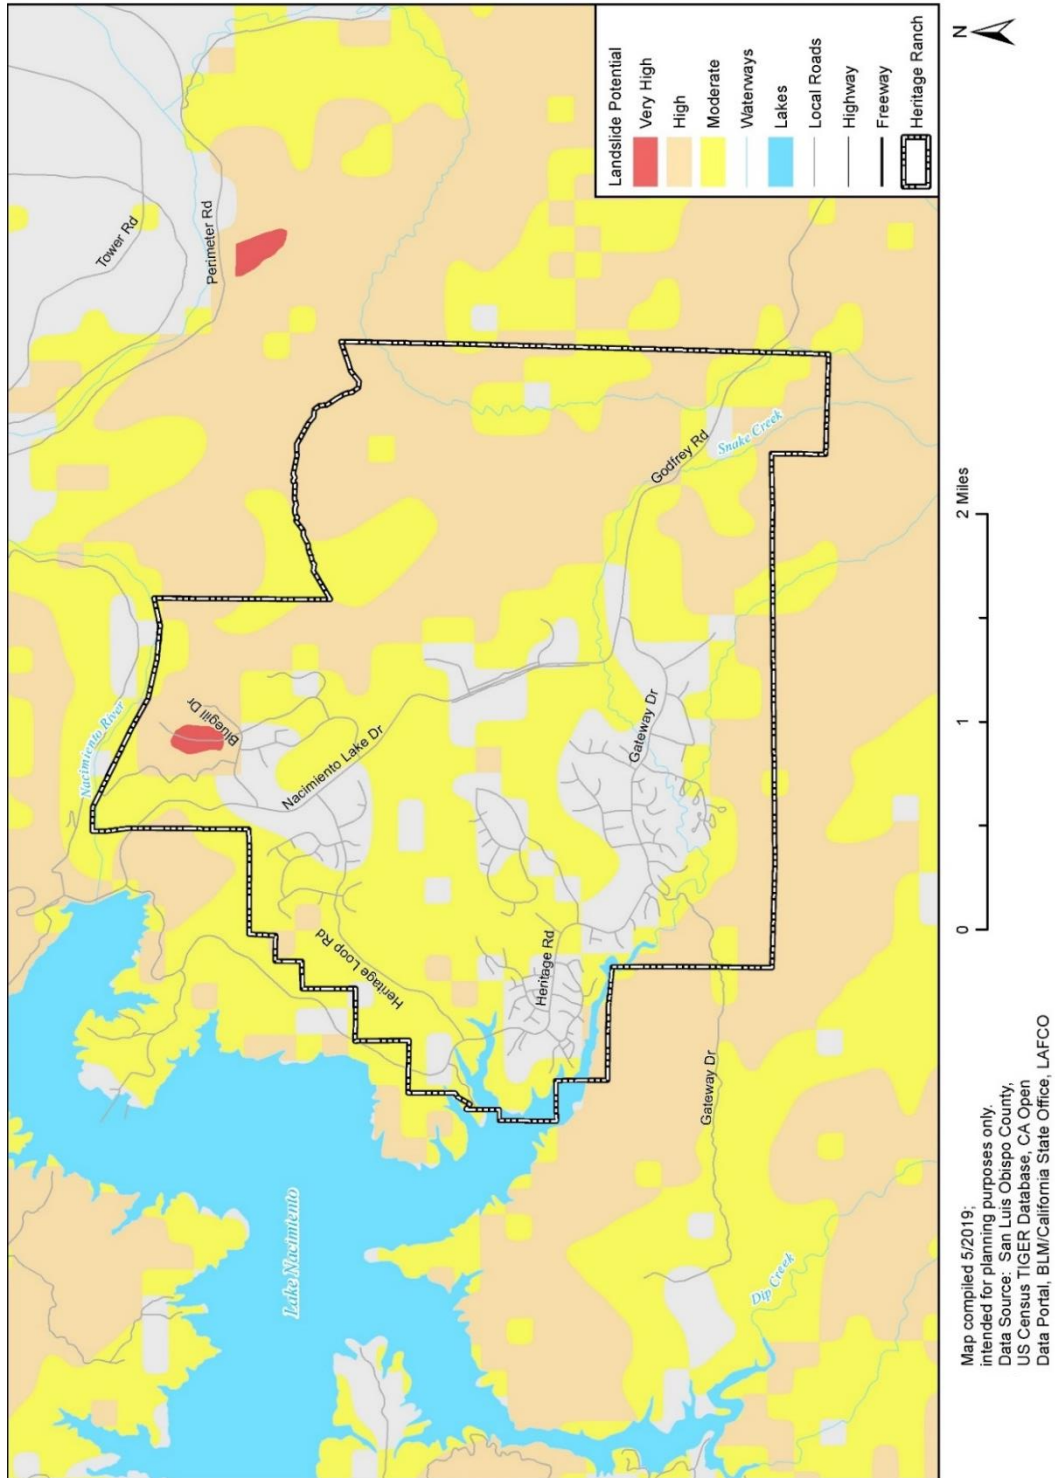 Tower Rd
Perimeter Rd
Nacimiento River
Bluegill Dr
Nacimiento Lake Dr
Heritage Loop Rd
Heritage Rd
Gateway Dr
Godfrey Rd
Snake Creek
Gateway Dr
Dip Creek
Lake Nacimiento
Landslide Potential
Very High
High
Moderate
Waterways
Lakes
Local Roads
Highway
Freeway
Heritage Ranch
N
0
1
2 Miles
Map compiled 5/2019;
intended for planning purposes only.
Data Source: San Luis Obispo County,
US Census TIGER Database, CA Open
Data Portal, BLM/California State Office, LAFCO